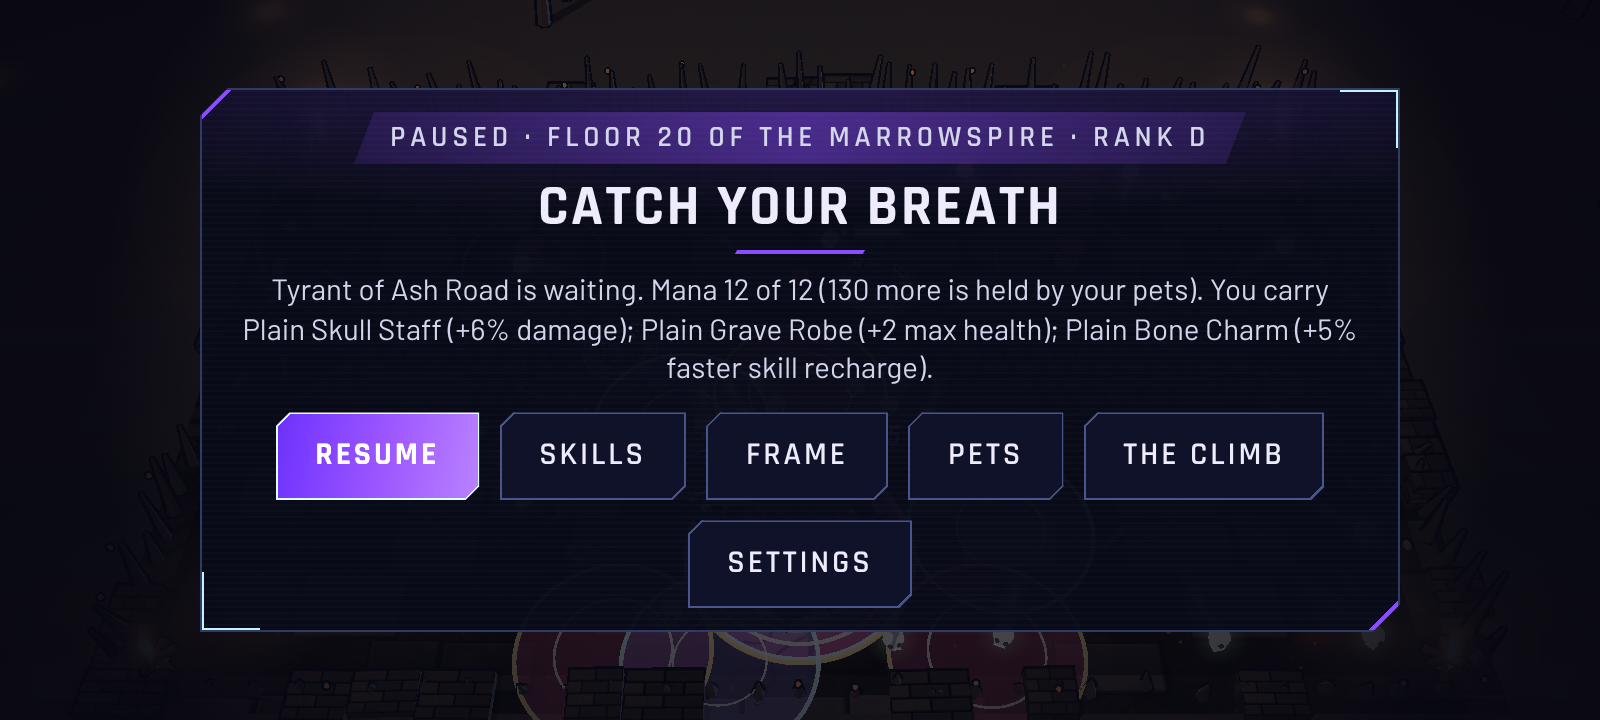 PAUSED · FLOOR 20 OF THE MARROWSPIRE · RANK D
CATCH YOUR BREATH
Tyrant of Ash Road is waiting. Mana 12 of 12 (130 more is held by your pets). You carry
Plain Skull Staff (+6% damage); Plain Grave Robe (+2 max health); Plain Bone Charm (+5%
faster skill recharge).
RESUME
SKILLS
FRAME
PETS
THE CLIMB
SETTINGS